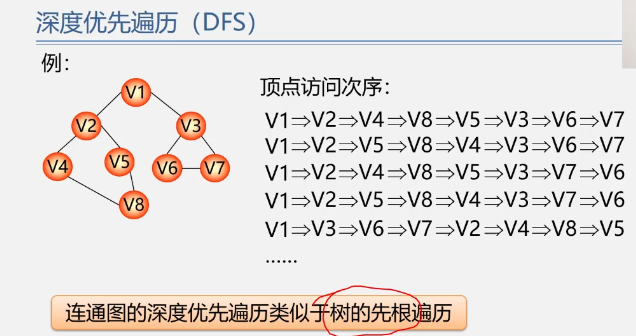 深度优先遍历（DFS）
例：
顶点访问次序：
V1
V2
V3
V4
V5
V6
V7
V8
V1⇒V2⇒V4⇒V8⇒V5⇒V3⇒V6⇒V7
V1⇒V2⇒V5⇒V8⇒V4⇒V3⇒V6⇒V7
V1⇒V2⇒V4⇒V8⇒V5⇒V3⇒V7⇒V6
V1⇒V2⇒V5⇒V8⇒V4⇒V3⇒V7⇒V6
V1⇒V3⇒V6⇒V7⇒V2⇒V4⇒V8⇒V5
……
连通图的深度优先遍历类似于树的先根遍历